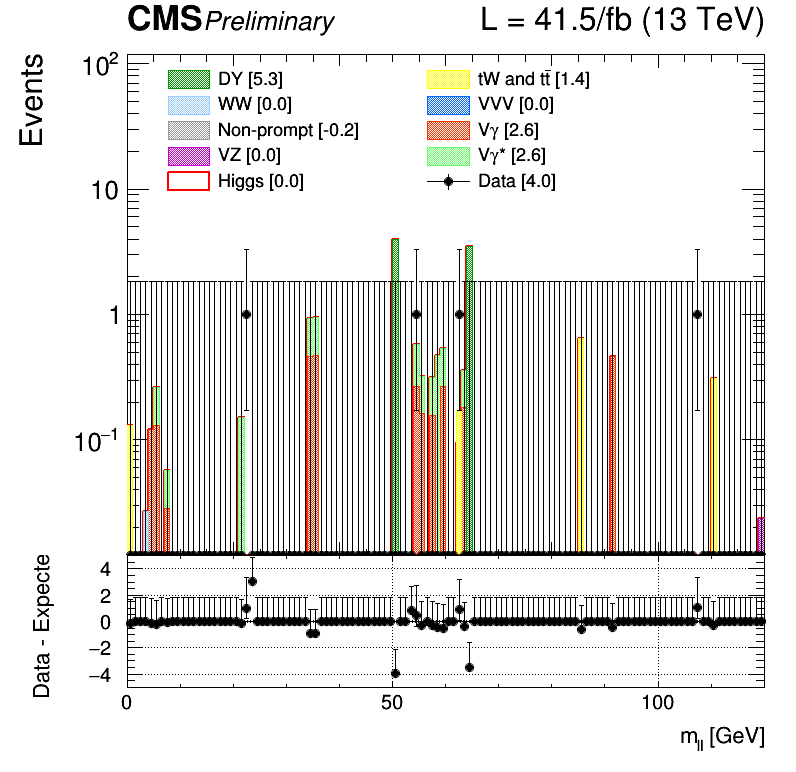 CMS Preliminary L = 41.5/fb (13 TeV)
Events
10²
10
1
10⁻¹
DY [5.3]
WW [0.0]
Non-prompt [-0.2]
VZ [0.0]
Higgs [0.0]
tW and tt̄ [1.4]
VVV [0.0]
Vγ [2.6]
Vγ* [2.6]
Data [4.0]
Data - Expecte
4
2
0
−2
−4
0 50 100
m_ll [GeV]